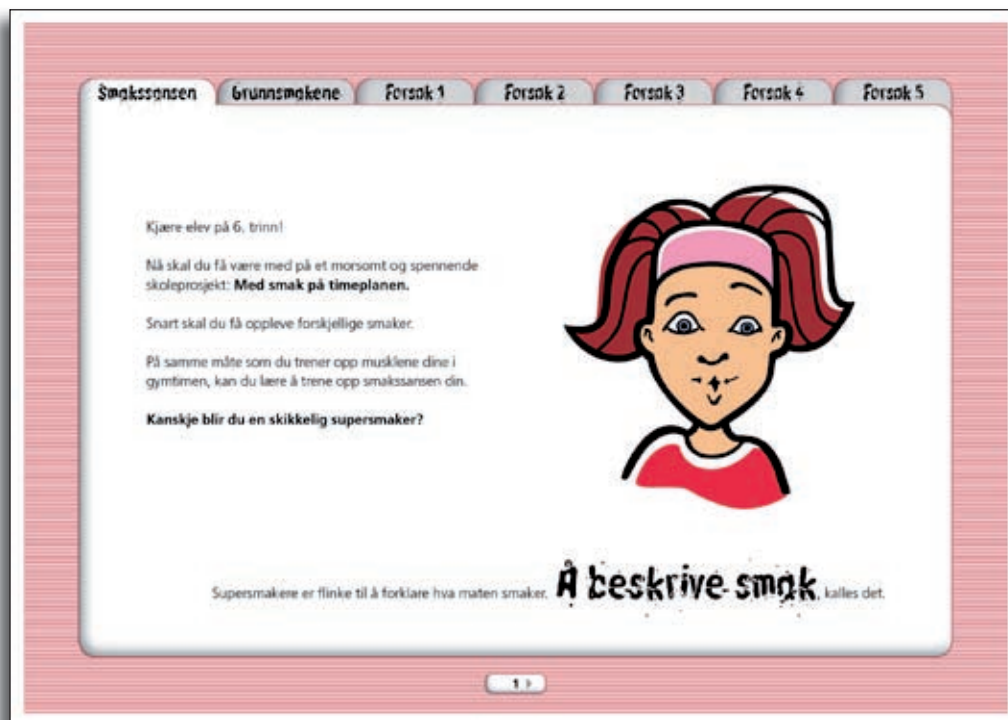 Smakssansen Grunnsmakene Forsøk 1 Forsøk 2 Forsøk 3 Forsøk 4 Forsøk 5
Kjære elev på 6. trinn!
Nå skal du få være med på et morsomt og spennende
skoleprosjekt: Med smak på timeplanen.
Snart skal du få oppleve forskjellige smaker.
På samme måte som du trener opp musklene dine i
gymtimen, kan du lære å trene opp smakssansen din.
Kanskje blir du en skikkelig supersmaker?
Supersmakere er flinke til å forklare hva maten smaker. Å beskrive smak, kalles det.
1